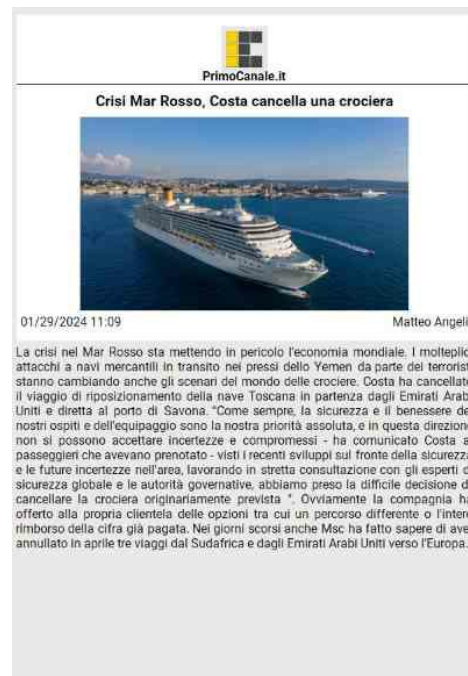 PrimoCanale.it
Crisi Mar Rosso, Costa cancella una crociera
01/29/2024 11:09
Matteo Angeli
La crisi nel Mar Rosso sta mettendo in pericolo l'economia mondiale. I molteplic
attacchi a navi mercantili in transito nei pressi dello Yemen da parte dei terrorist
stanno cambiando anche gli scenari del mondo delle crociere. Costa ha cancellato
il viaggio di riposizionamento della nave Toscana in partenza dagli Emirati Arabi
Uniti e diretta al porto di Savona. "Come sempre, la sicurezza e il benessere de
nostri ospiti e dell'equipaggio sono la nostra priorità assoluta, e in questa direzione
non si possono accettare incertezze e compromessi - ha comunicato Costa a
passeggeri che avevano prenotato - visti i recenti sviluppi sul fronte della sicurezza
e le future incertezze nell'area, lavorando in stretta consultazione con gli esperti d
sicurezza globale e le autorità governative, abbiamo preso la difficile decisione d
cancellare la crociera originariamente prevista ". Ovviamente la compagnia ha
offerto alla propria clientela delle opzioni tra cui un percorso differente o l'intero
rimborso della cifra già pagata. Nei giorni scorsi anche Msc ha fatto sapere di ave
annullato in aprile tre viaggi dal Sudafrica e dagli Emirati Arabi Uniti verso l'Europa.